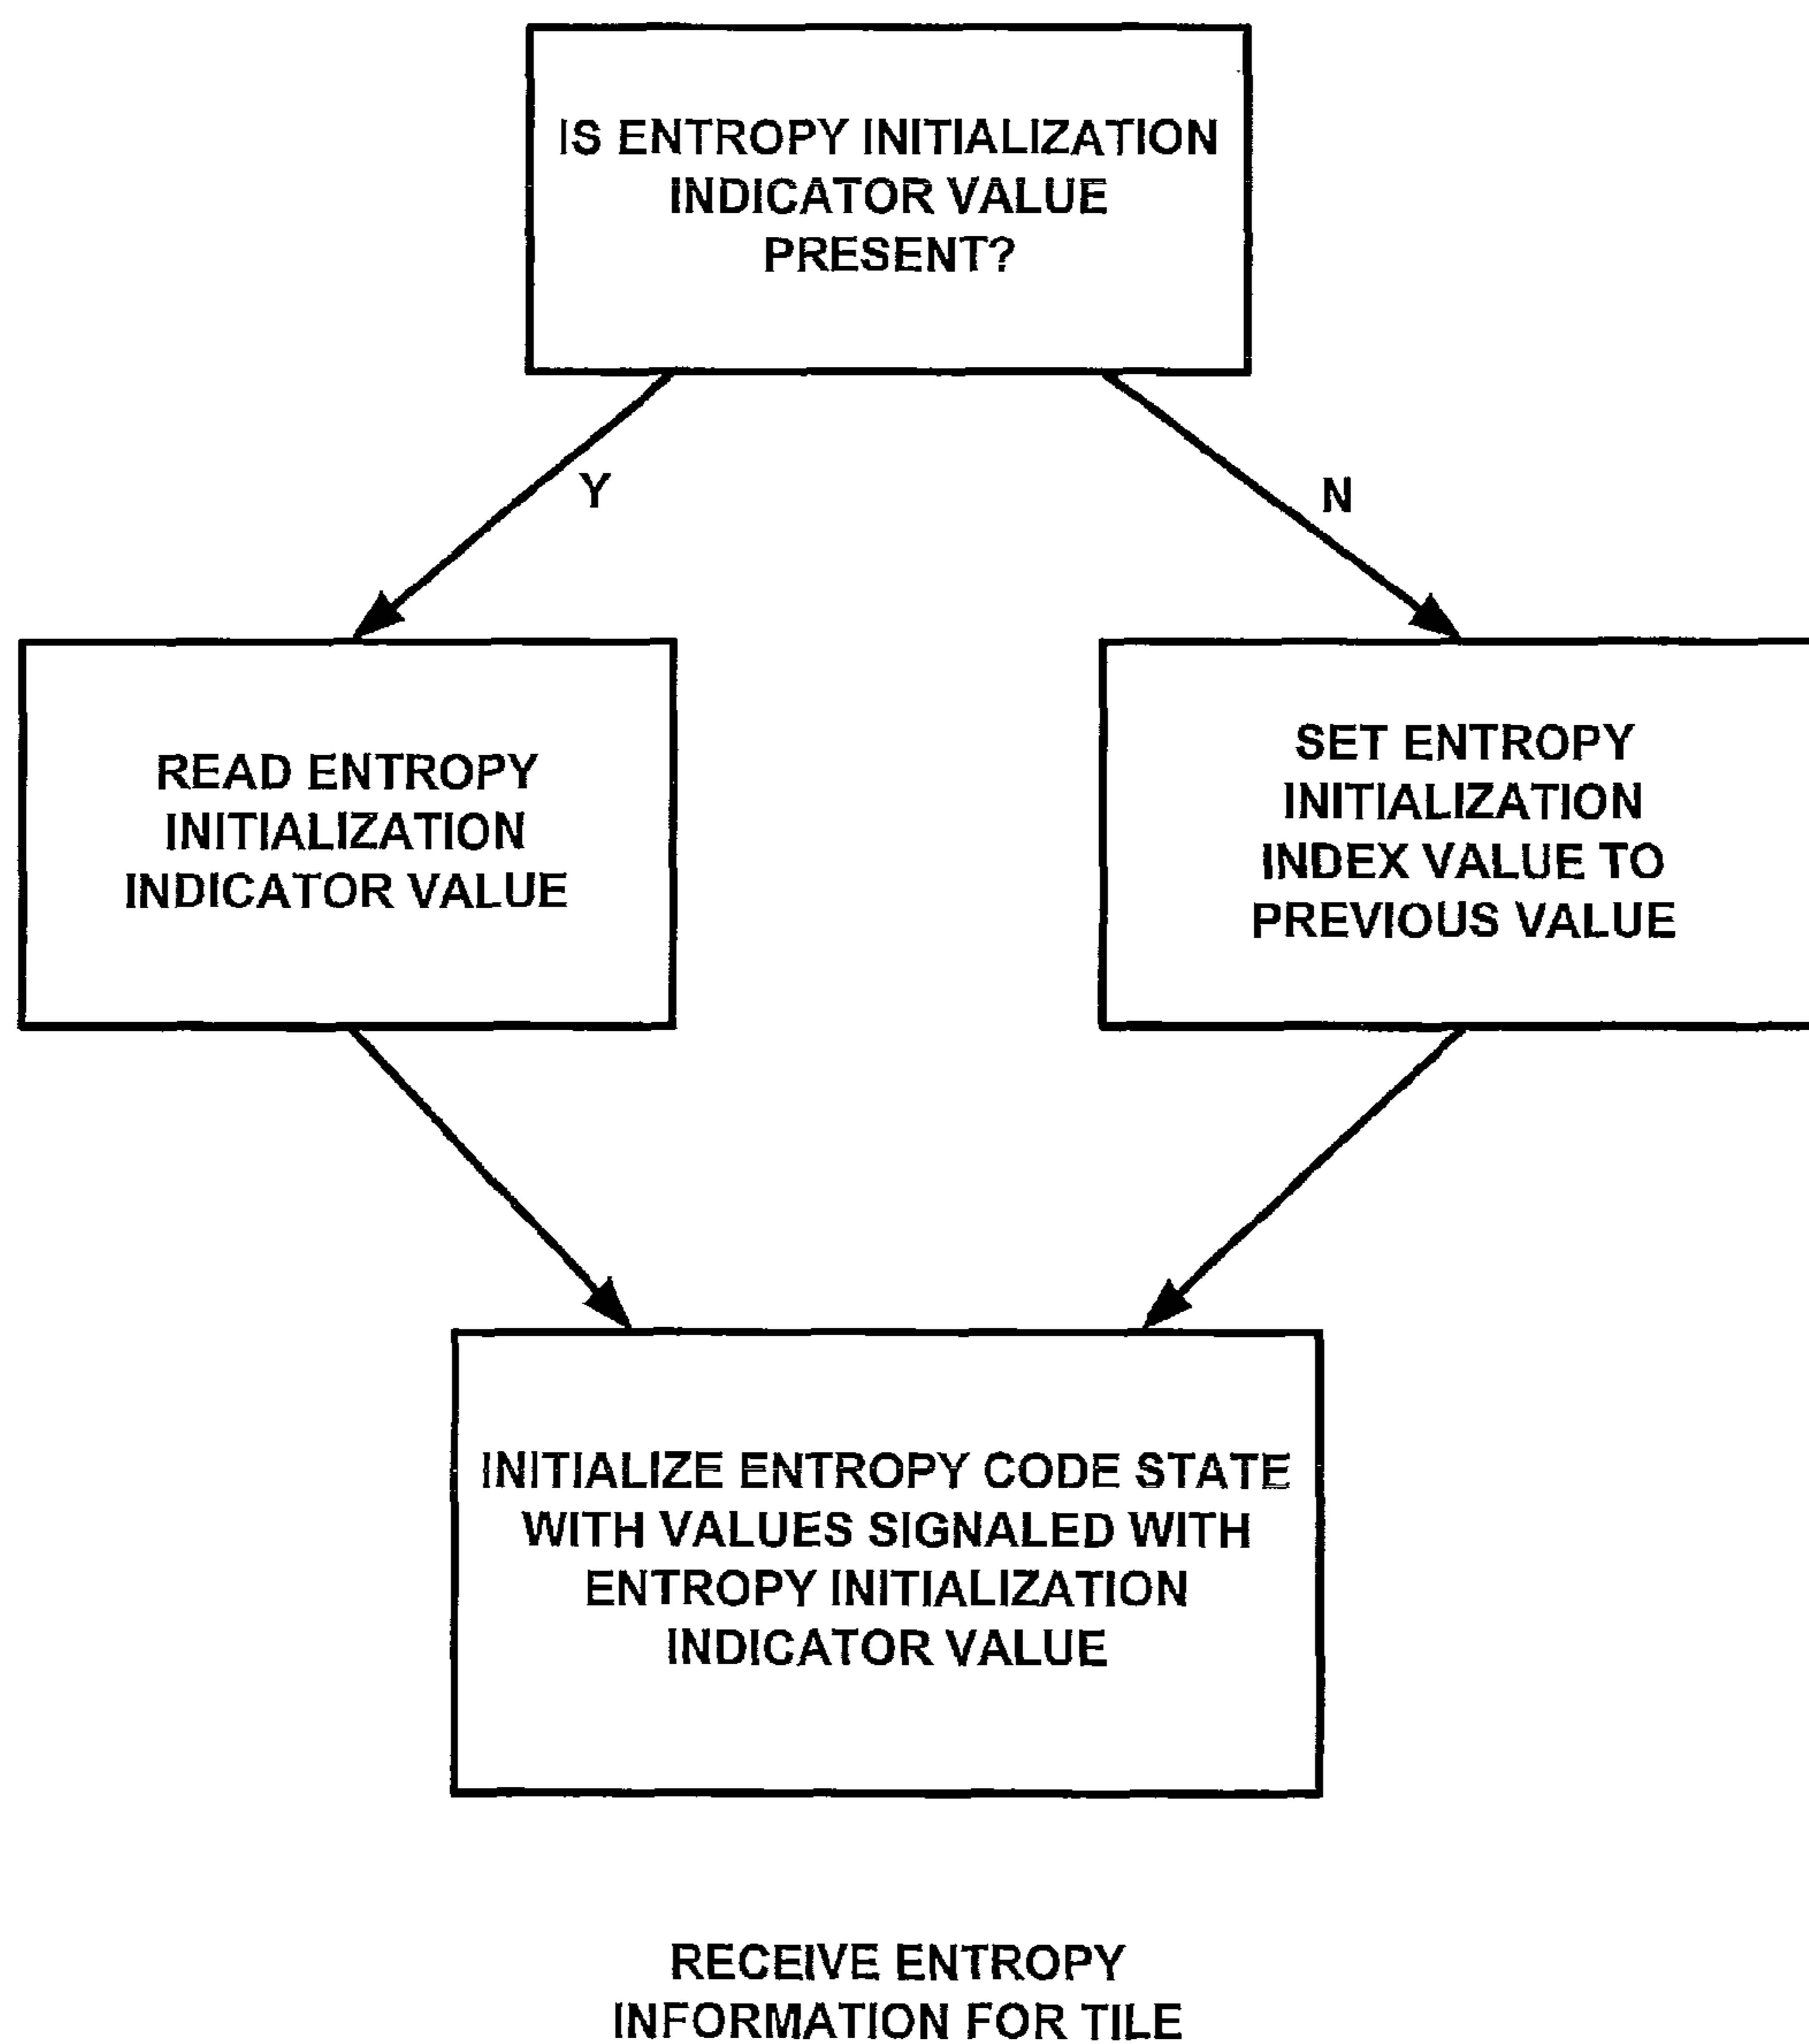 IS ENTROPY INITIALIZATION
INDICATOR VALUE
PRESENT?
Y
N
READ ENTROPY
INITIALIZATION
INDICATOR VALUE
SET ENTROPY
INITIALIZATION
INDEX VALUE TO
PREVIOUS VALUE
INITIALIZE ENTROPY CODE STATE
WITH VALUES SIGNALED WITH
ENTROPY INITIALIZATION
INDICATOR VALUE
RECEIVE ENTROPY
INFORMATION FOR TILE